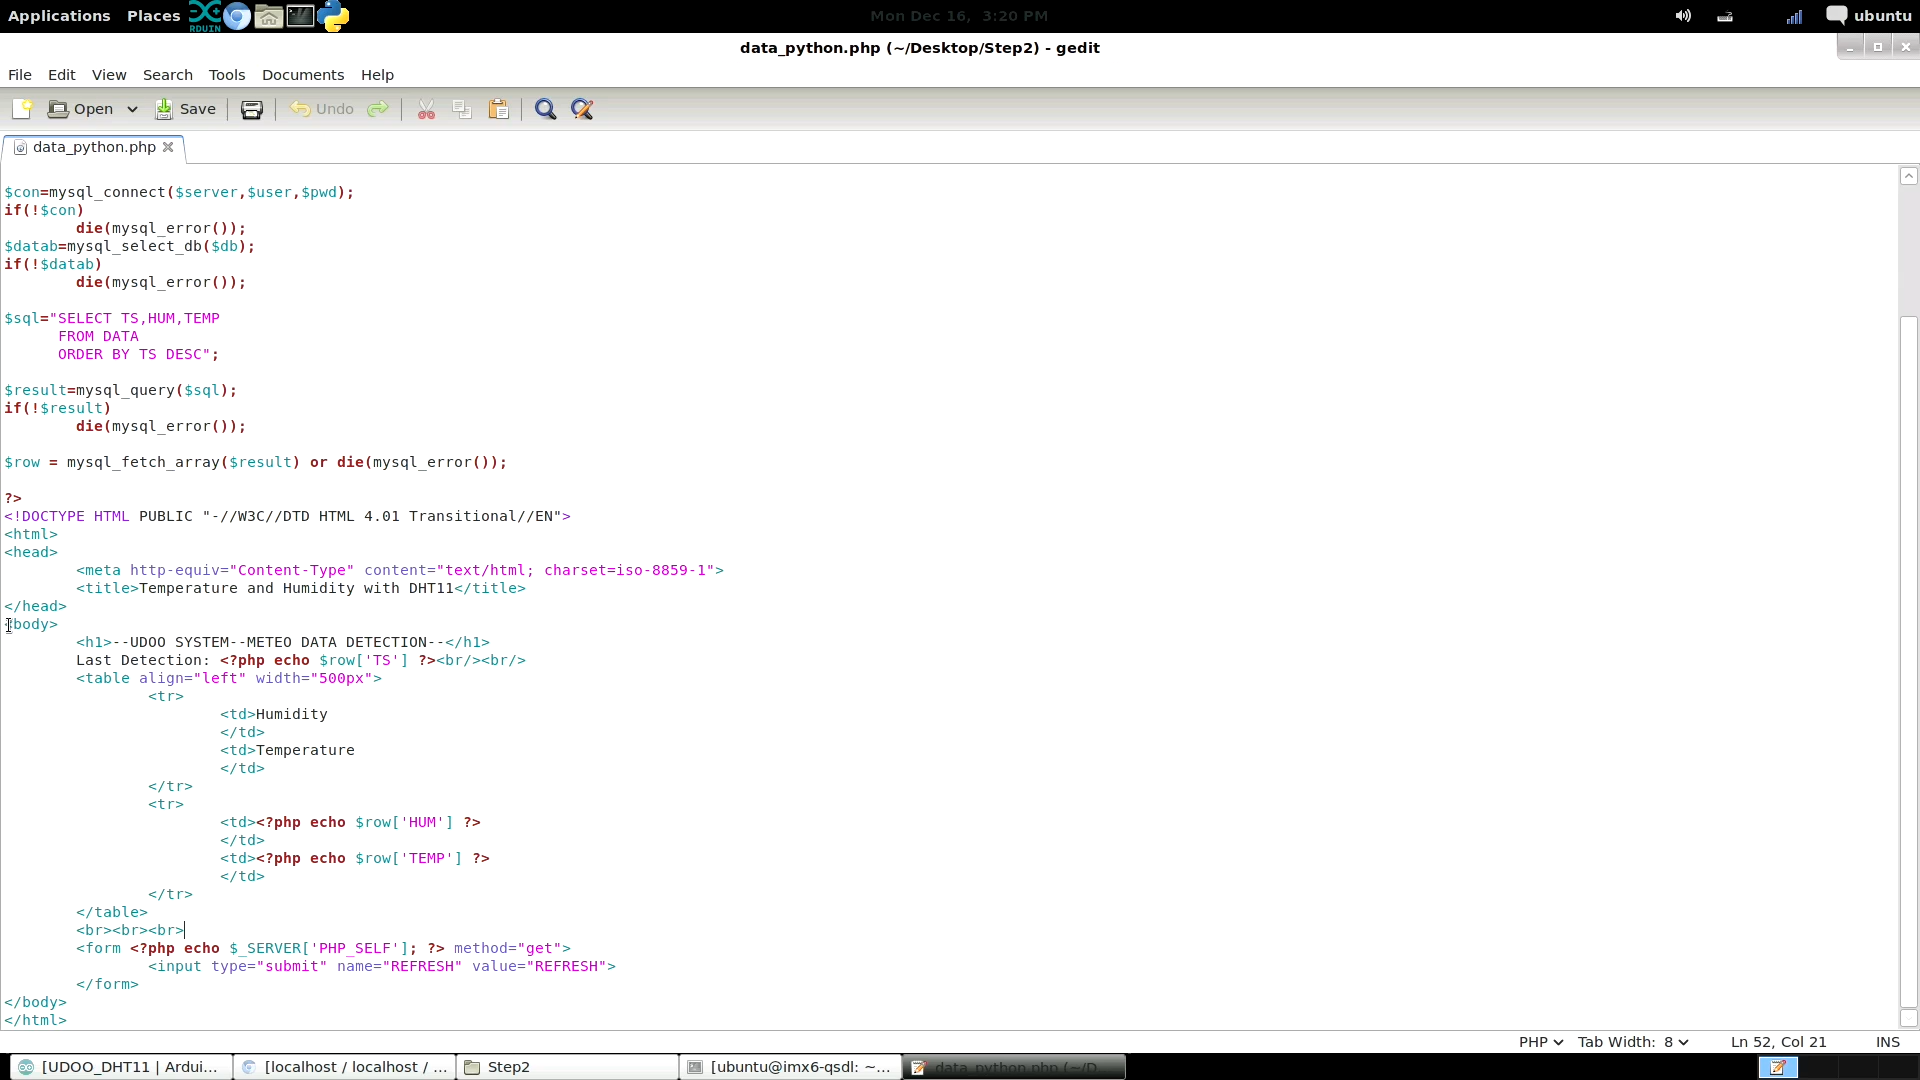 Applications Places
RDUIN
Mon Dec 16, 3:20 PM
ubuntu
data_python.php (~/Desktop/Step2) - gedit
File Edit View Search Tools Documents Help
Open Save Undo
data_python.php
$con=mysql_connect($server,$user,$pwd);
if(!$con)
        die(mysql_error());
$datab=mysql_select_db($db);
if(!$datab)
        die(mysql_error());
$sql="SELECT TS,HUM,TEMP
      FROM DATA
      ORDER BY TS DESC";
$result=mysql_query($sql);
if(!$result)
        die(mysql_error());
$row = mysql_fetch_array($result) or die(mysql_error());
?>
<!DOCTYPE HTML PUBLIC "-//W3C//DTD HTML 4.01 Transitional//EN">
<html>
<head>
        <meta http-equiv="Content-Type" content="text/html; charset=iso-8859-1">
        <title>Temperature and Humidity with DHT11</title>
</head>
<body>
        <h1>--UDOO SYSTEM--METEO DATA DETECTION--</h1>
        Last Detection: <?php echo $row['TS'] ?><br/><br/>
        <table align="left" width="500px">
                <tr>
                        <td>Humidity
                        </td>
                        <td>Temperature
                        </td>
                </tr>
                <tr>
                        <td><?php echo $row['HUM'] ?>
                        </td>
                        <td><?php echo $row['TEMP'] ?>
                        </td>
                </tr>
        </table>
        <br><br><br>
        <form <?php echo $_SERVER['PHP_SELF']; ?> method="get">
                <input type="submit" name="REFRESH" value="REFRESH">
        </form>
</body>
</html>
PHP Tab Width: 8 Ln 52, Col 21 INS
[UDOO_DHT11 | Ardui... [localhost / localhost / ... Step2 [ubuntu@imx6-qsdl: ~... data_python.php (~/D...